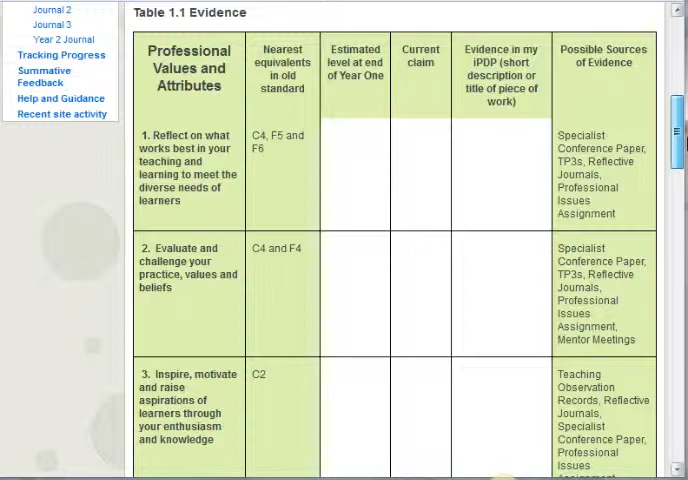 Journal 2
Journal 3
Year 2 Journal
Tracking Progress
Summative
Feedback
Help and Guidance
Recent site activity
Table 1.1 Evidence
Professional
Values and
Attributes
Nearest
equivalents
in old
standard
Estimated
level at end
of Year One
Current
claim
Evidence in my
iPDP (short
description or
title of piece of
work)
Possible Sources
of Evidence
1. Reflect on what
works best in your
teaching and
learning to meet the
diverse needs of
learners
C4, F5 and
F6
Specialist
Conference Paper,
TP3s, Reflective
Journals,
Professional
Issues
Assignment
2. Evaluate and
challenge your
practice, values and
beliefs
C4 and F4
Specialist
Conference Paper,
TP3s, Reflective
Journals,
Professional
Issues
Assignment,
Mentor Meetings
3. Inspire, motivate
and raise
aspirations of
learners through
your enthusiasm
and knowledge
C2
Teaching
Observation
Records, Reflective
Journals,
Specialist
Conference Paper,
Professional
Issues
Assignment